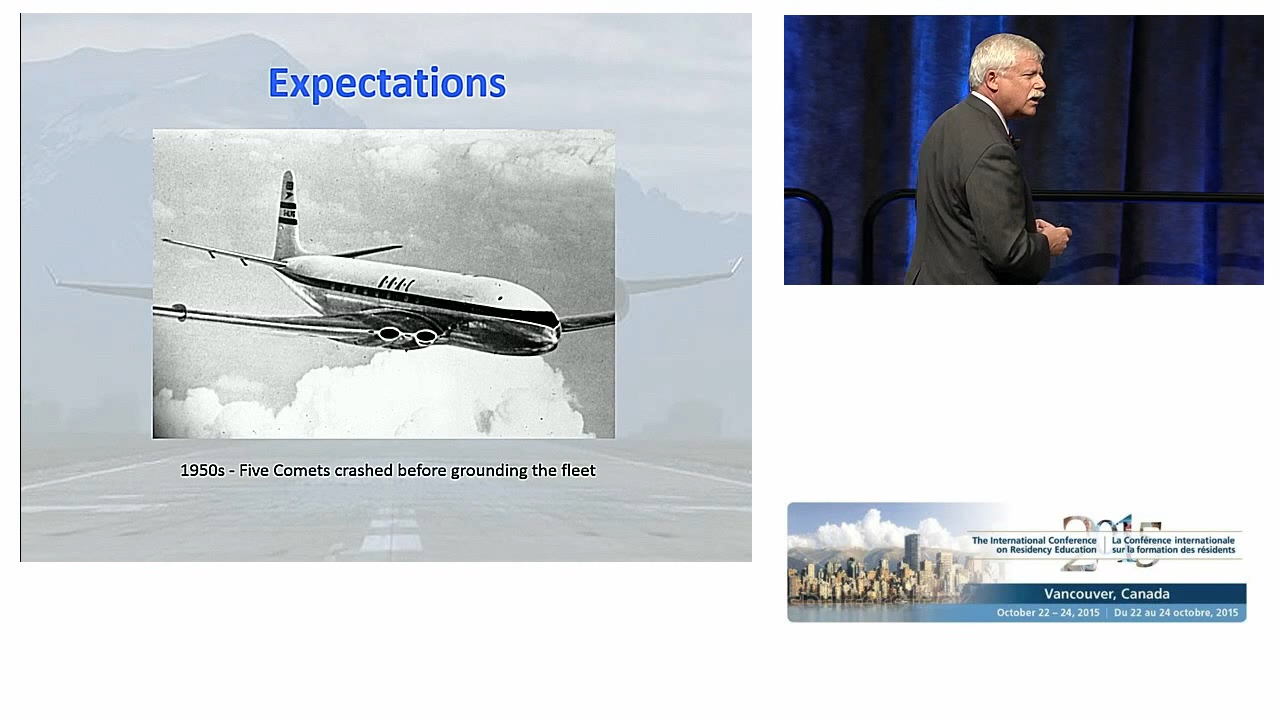 Expectations
1950s - Five Comets crashed before grounding the fleet
2015
The International Conference
on Residency Education
La Conférence internationale
sur la formation des résidents
Vancouver, Canada
October 22 – 24, 2015 | Du 22 au 24 octobre, 2015